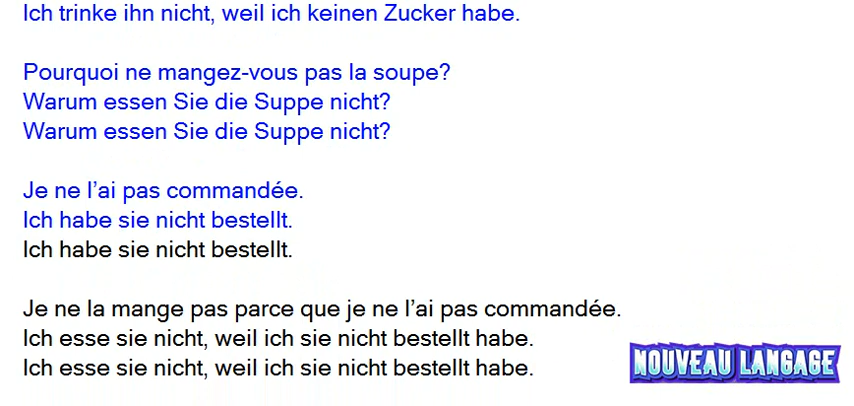 Ich trinke ihn nicht, weil ich keinen Zucker habe.
Pourquoi ne mangez-vous pas la soupe?
Warum essen Sie die Suppe nicht?
Warum essen Sie die Suppe nicht?
Je ne l’ai pas commandée.
Ich habe sie nicht bestellt.
Ich habe sie nicht bestellt.
Je ne la mange pas parce que je ne l’ai pas commandée.
Ich esse sie nicht, weil ich sie nicht bestellt habe.
Ich esse sie nicht, weil ich sie nicht bestellt habe.
NOUVEAU LANGAGE